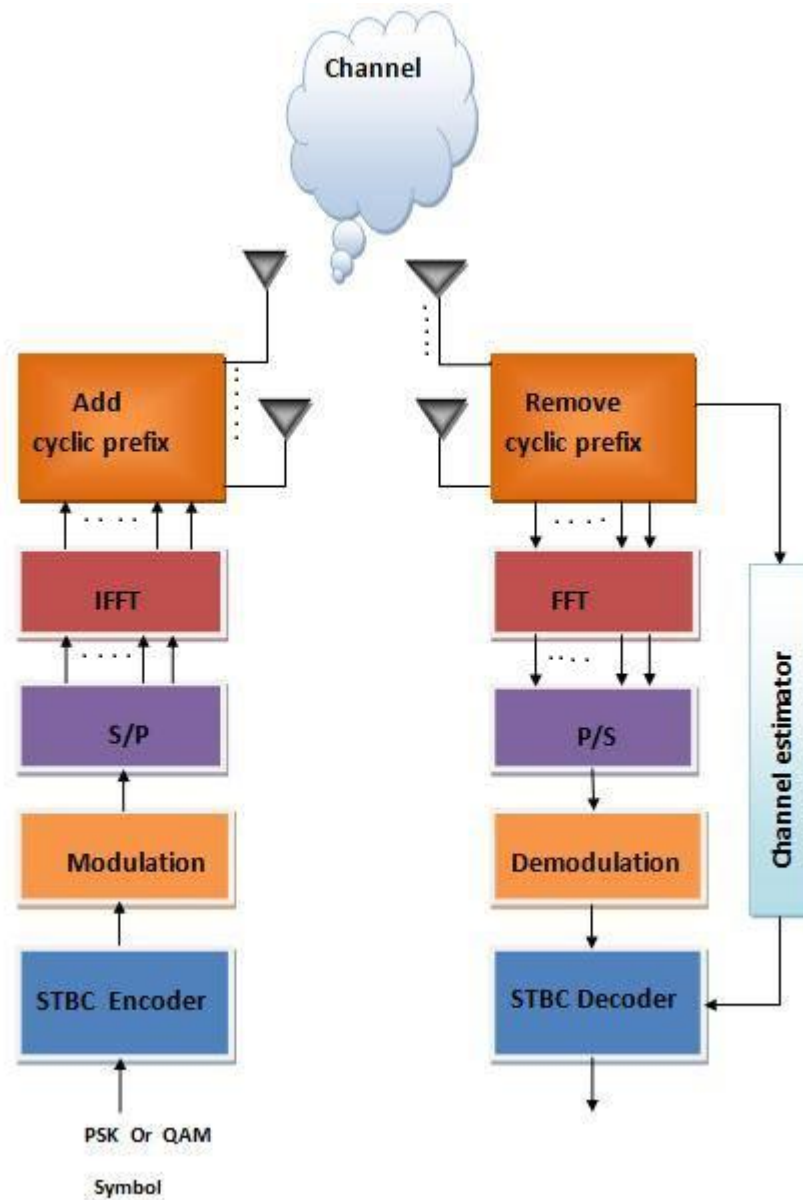 Channel
Add
cyclic prefix
Remove
cyclic prefix
IFFT
FFT
S/P
P/S
Channel estimator
Modulation
Demodulation
STBC Encoder
STBC Decoder
PSK Or QAM
Symbol